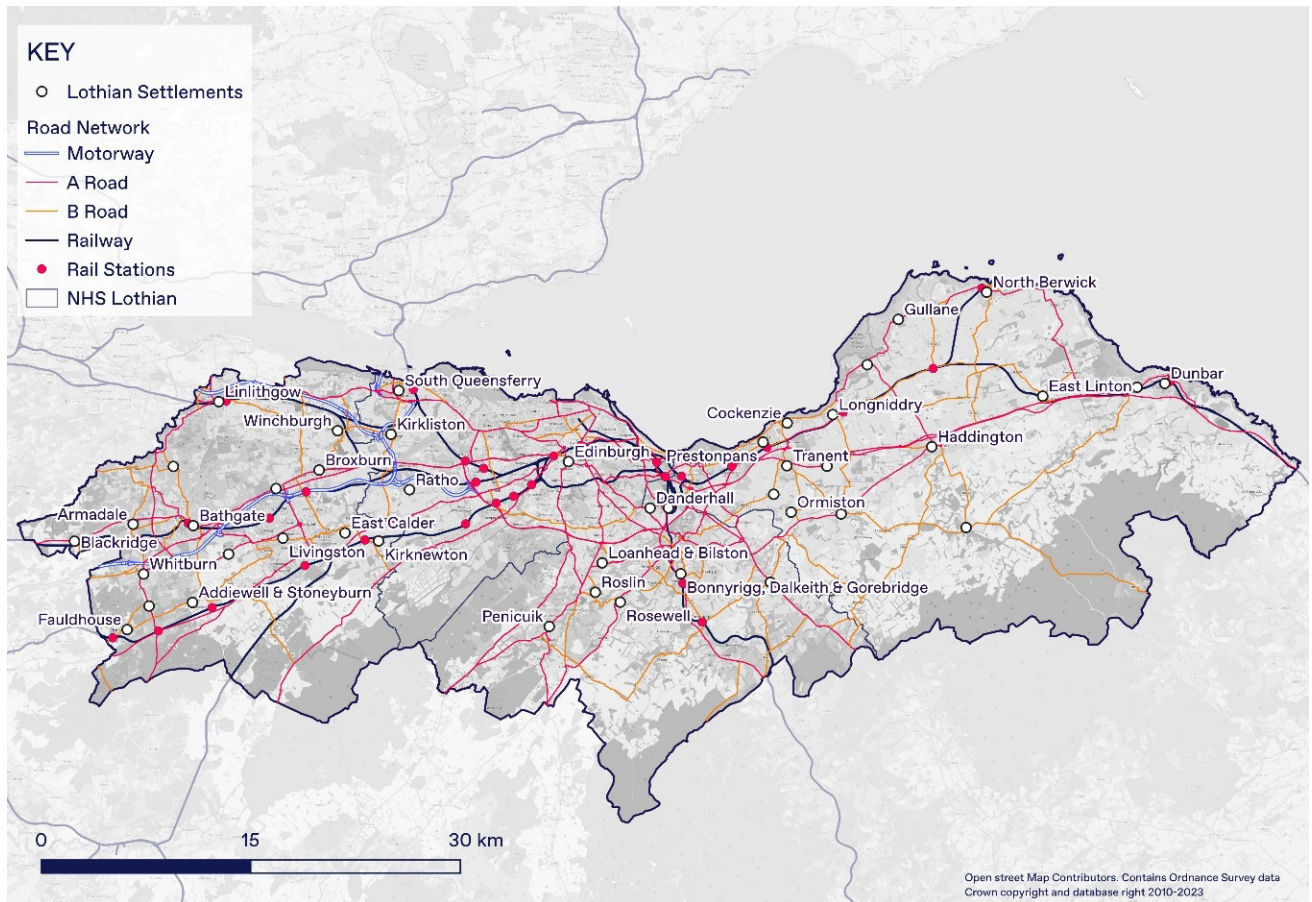 KEY
Lothian Settlements
Road Network
Motorway
A Road
B Road
Railway
Rail Stations
NHS Lothian
North Berwick
Gullane
Dunbar
East Linton
South Queensferry
Linlithgow
Cockenzie
Longniddry
Winchburgh
Kirkliston
Haddington
Edinburgh
Prestonpans
Tranent
Broxburn
Ratho
Danderhall
Ormiston
Armadale
Bathgate
East Calder
Blackridge
Livingston
Kirknewton
Loanhead & Bilston
Whitburn
Roslin
Bonnyrigg, Dalkeith & Gorebridge
Addiewell & Stoneyburn
Fauldhouse
Penicuik
Rosewell
0 15 30 km
Open street Map Contributors. Contains Ordnance Survey data
Crown copyright and database right 2010-2023